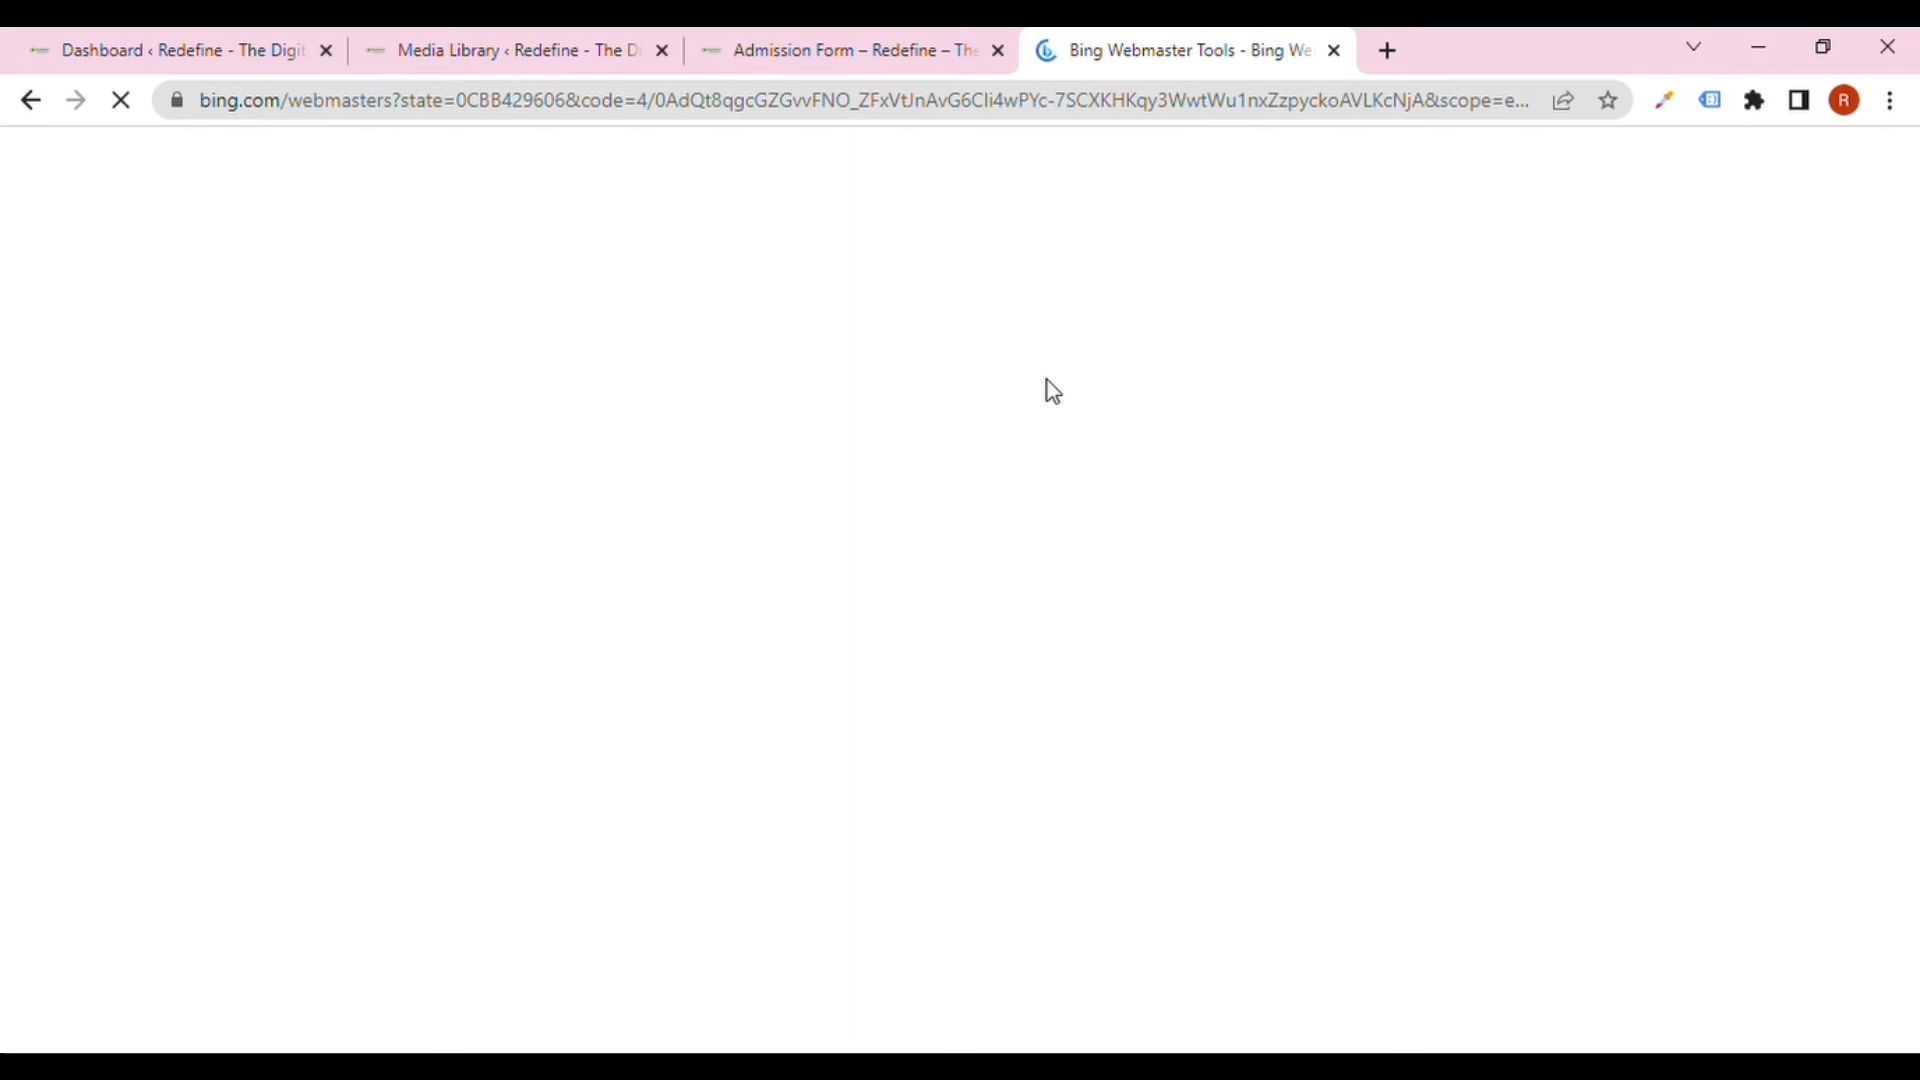 Dashboard ‹ Redefine - The Digit
Media Library ‹ Redefine - The D
Admission Form – Redefine – The
Bing Webmaster Tools - Bing We
bing.com/webmasters?state=0CBB429606&code=4/0AdQt8qgcGZGvvFNO_ZFxVtJnAvG6Cli4wPYc-7SCXKHKqy3WwtWu1nxZzpyckoAVLKcNjA&scope=e...
R